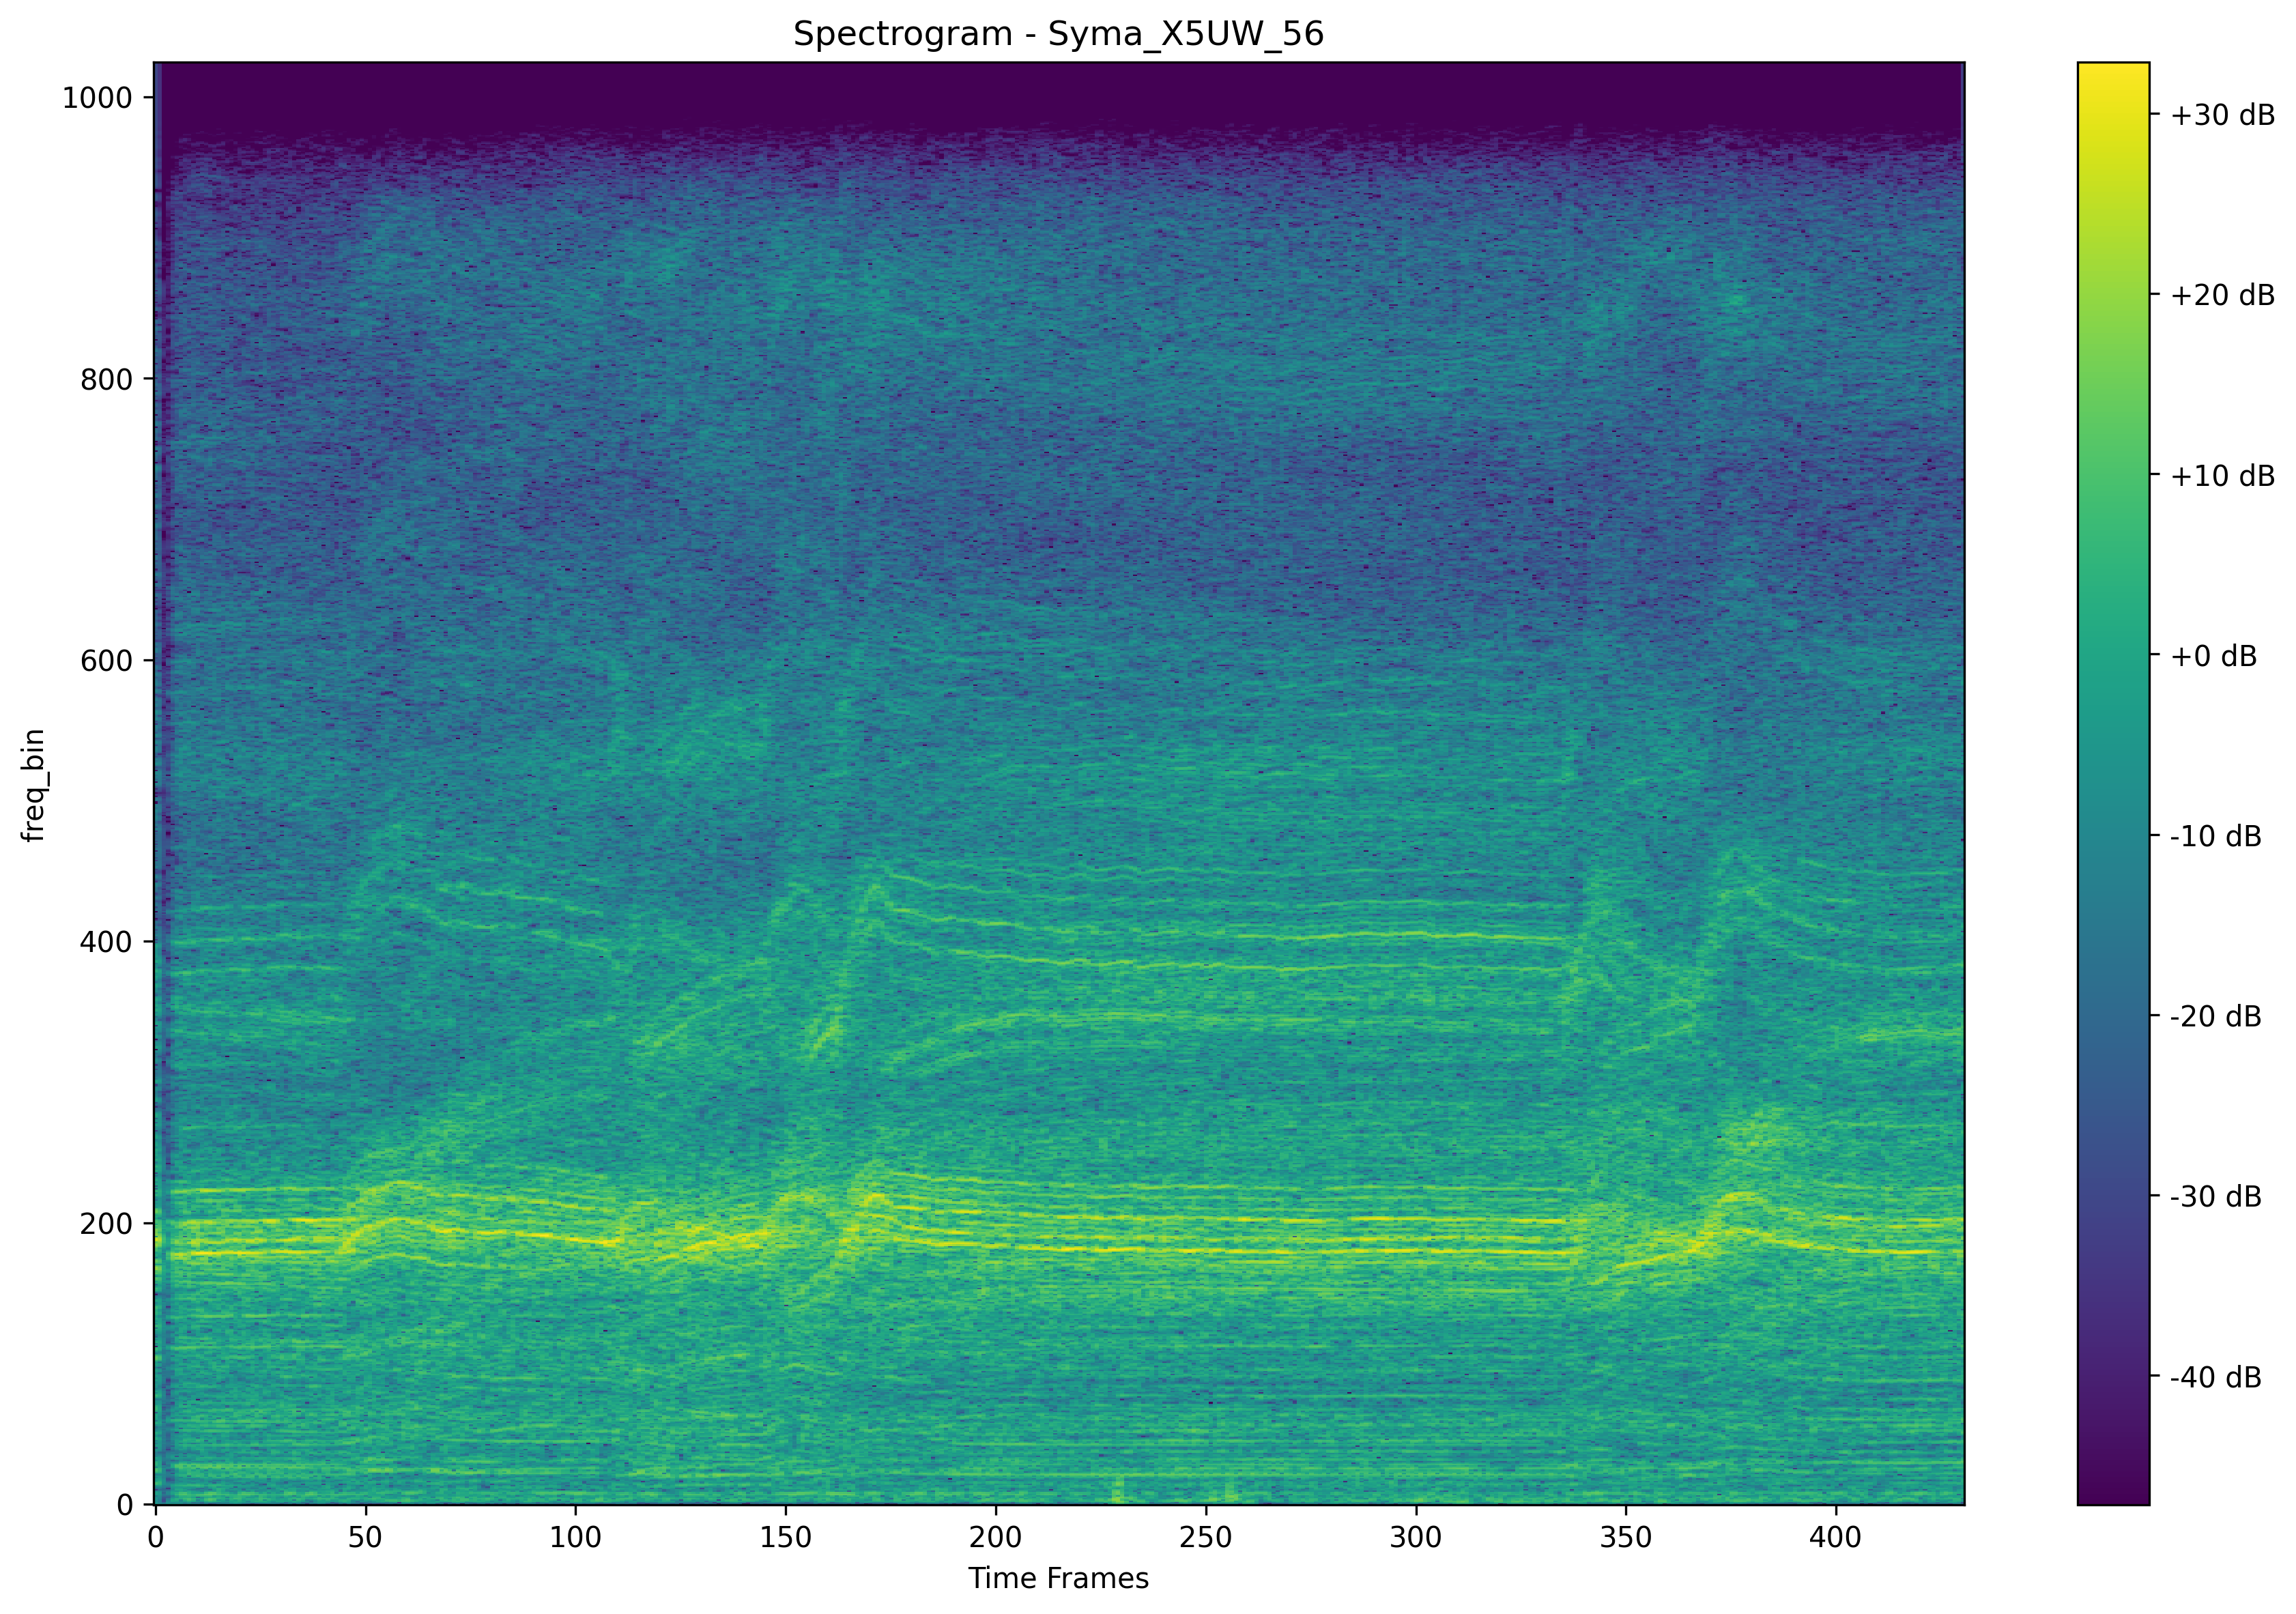 Spectrogram - Syma_X5UW_56
freq_bin
1000
800
600
400
200
0
0 50 100 150 200 250 300 350 400
Time Frames
+30 dB
+20 dB
+10 dB
+0 dB
-10 dB
-20 dB
-30 dB
-40 dB